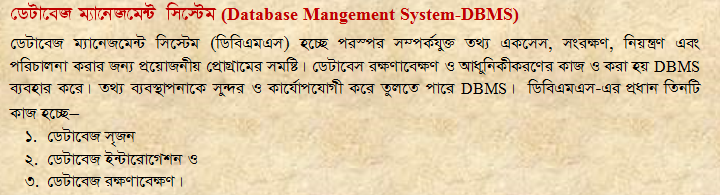 ডেটাবেজ ম্যানেজমেন্ট সিস্টেম (Database Mangement System-DBMS)
ডেটাবেজ ম্যানেজমেন্ট সিস্টেম (ডিবিএমএস) হচ্ছে পরস্পর সম্পর্কযুক্ত তথ্য একসেস, সংরক্ষণ, নিয়ন্ত্রণ এবং
পরিচালনা করার জন্য প্রয়োজনীয় প্রোগ্রামের সমষ্টি। ডেটাবেস রক্ষণাবেক্ষণ ও আধুনিকীকরণের কাজ ও করা হয় DBMS
ব্যবহার করে। তথ্য ব্যবস্থাপনাকে সুন্দর ও কার্যোপযোগী করে তুলতে পারে DBMS। ডিবিএমএস-এর প্রধান তিনটি
কাজ হচ্ছে–
১. ডেটাবেজ সৃজন
২. ডেটাবেজ ইন্টারোগেশন ও
৩. ডেটাবেজ রক্ষণাবেক্ষণ।